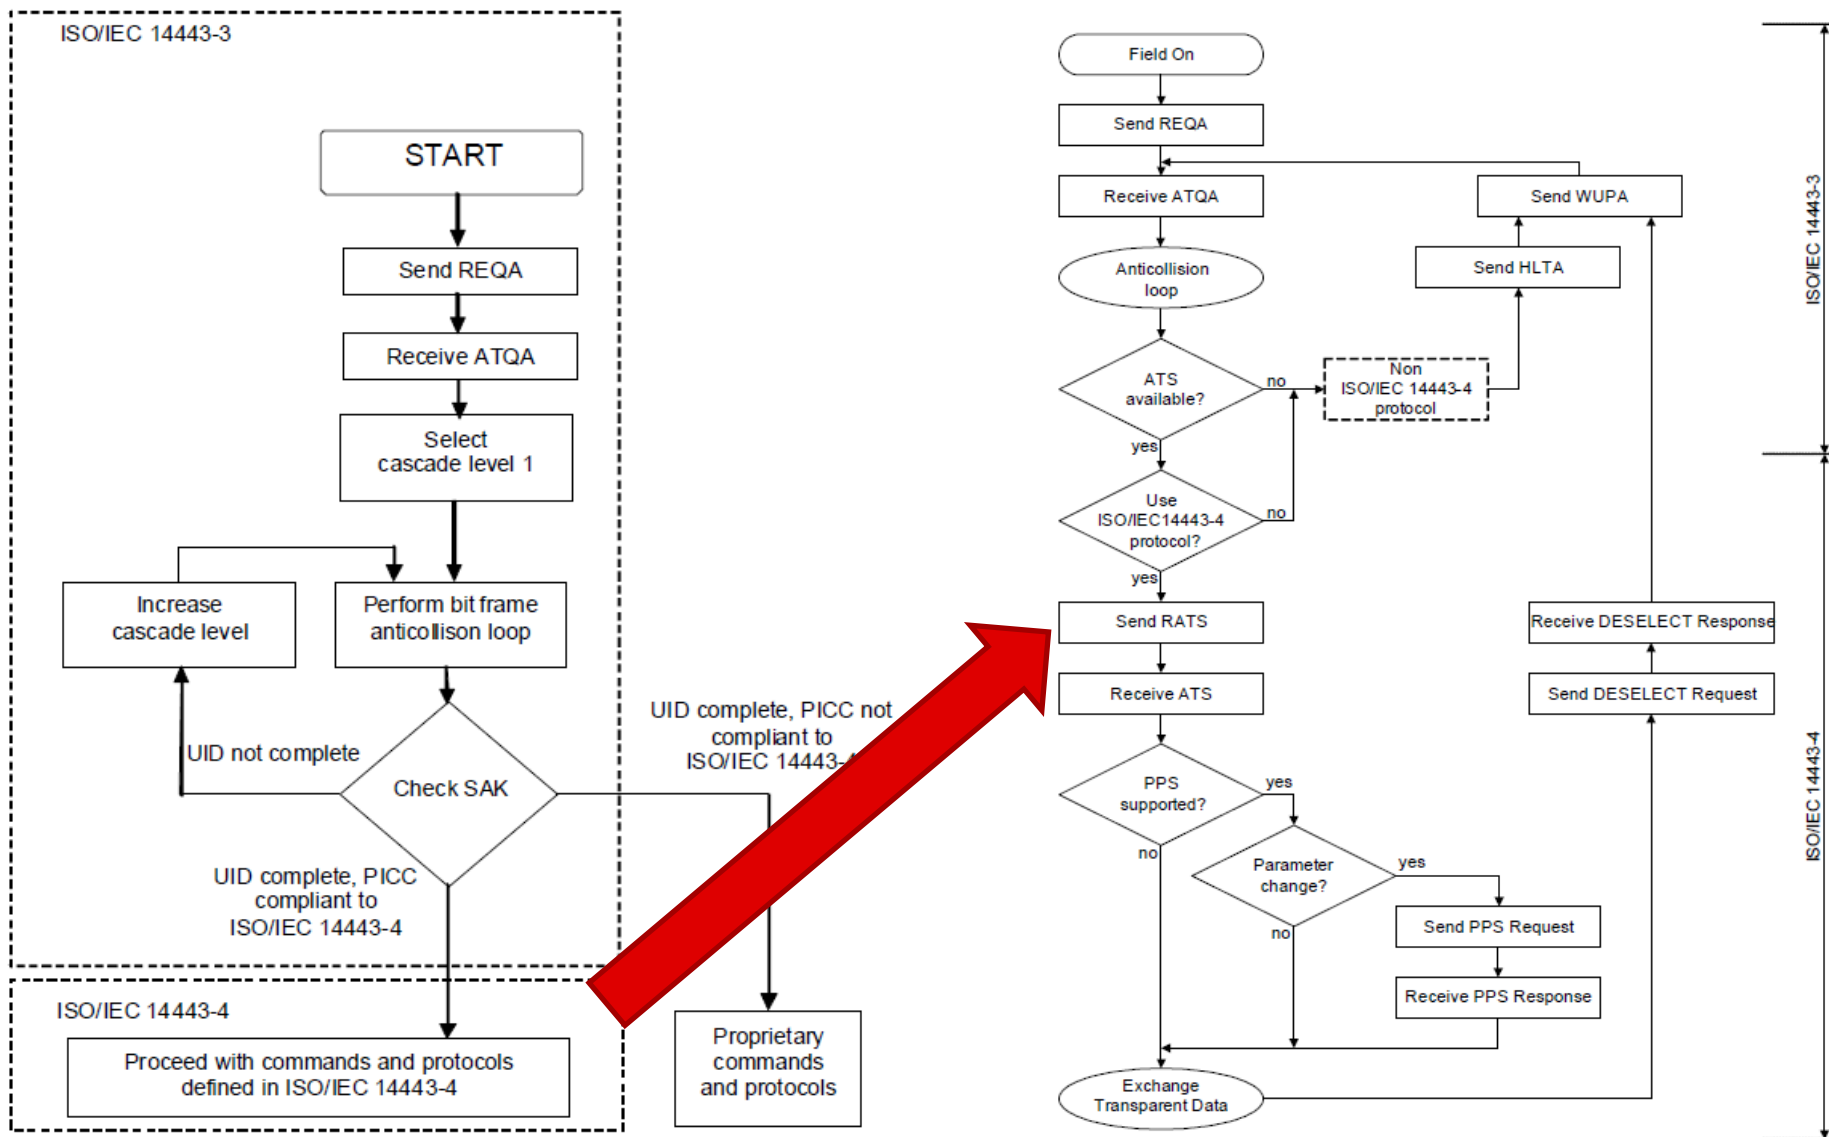 ISO/IEC 14443-3
START
Send REQA
Receive ATQA
Select
cascade level 1
Increase
cascade level
Perform bit frame
anticollison loop
UID not complete
Check SAK
UID complete, PICC not
compliant to
ISO/IEC 14443-4
UID complete, PICC
compliant to
ISO/IEC 14443-4
ISO/IEC 14443-4
Proceed with commands and protocols
defined in ISO/IEC 14443-4
Proprietary
commands
and protocols
Field On
Send REQA
Receive ATQA
Send WUPA
Anticollision
loop
Send HLTA
ATS
available?
no
Non
ISO/IEC 14443-4
protocol
yes
Use
ISO/IEC14443-4
protocol?
no
yes
Send RATS
Receive DESELECT Response
Receive ATS
Send DESELECT Request
PPS
supported?
yes
no
Parameter
change?
yes
no
Send PPS Request
Receive PPS Response
Exchange
Transparent Data
ISO/IEC 14443-3
ISO/IEC 14443-4